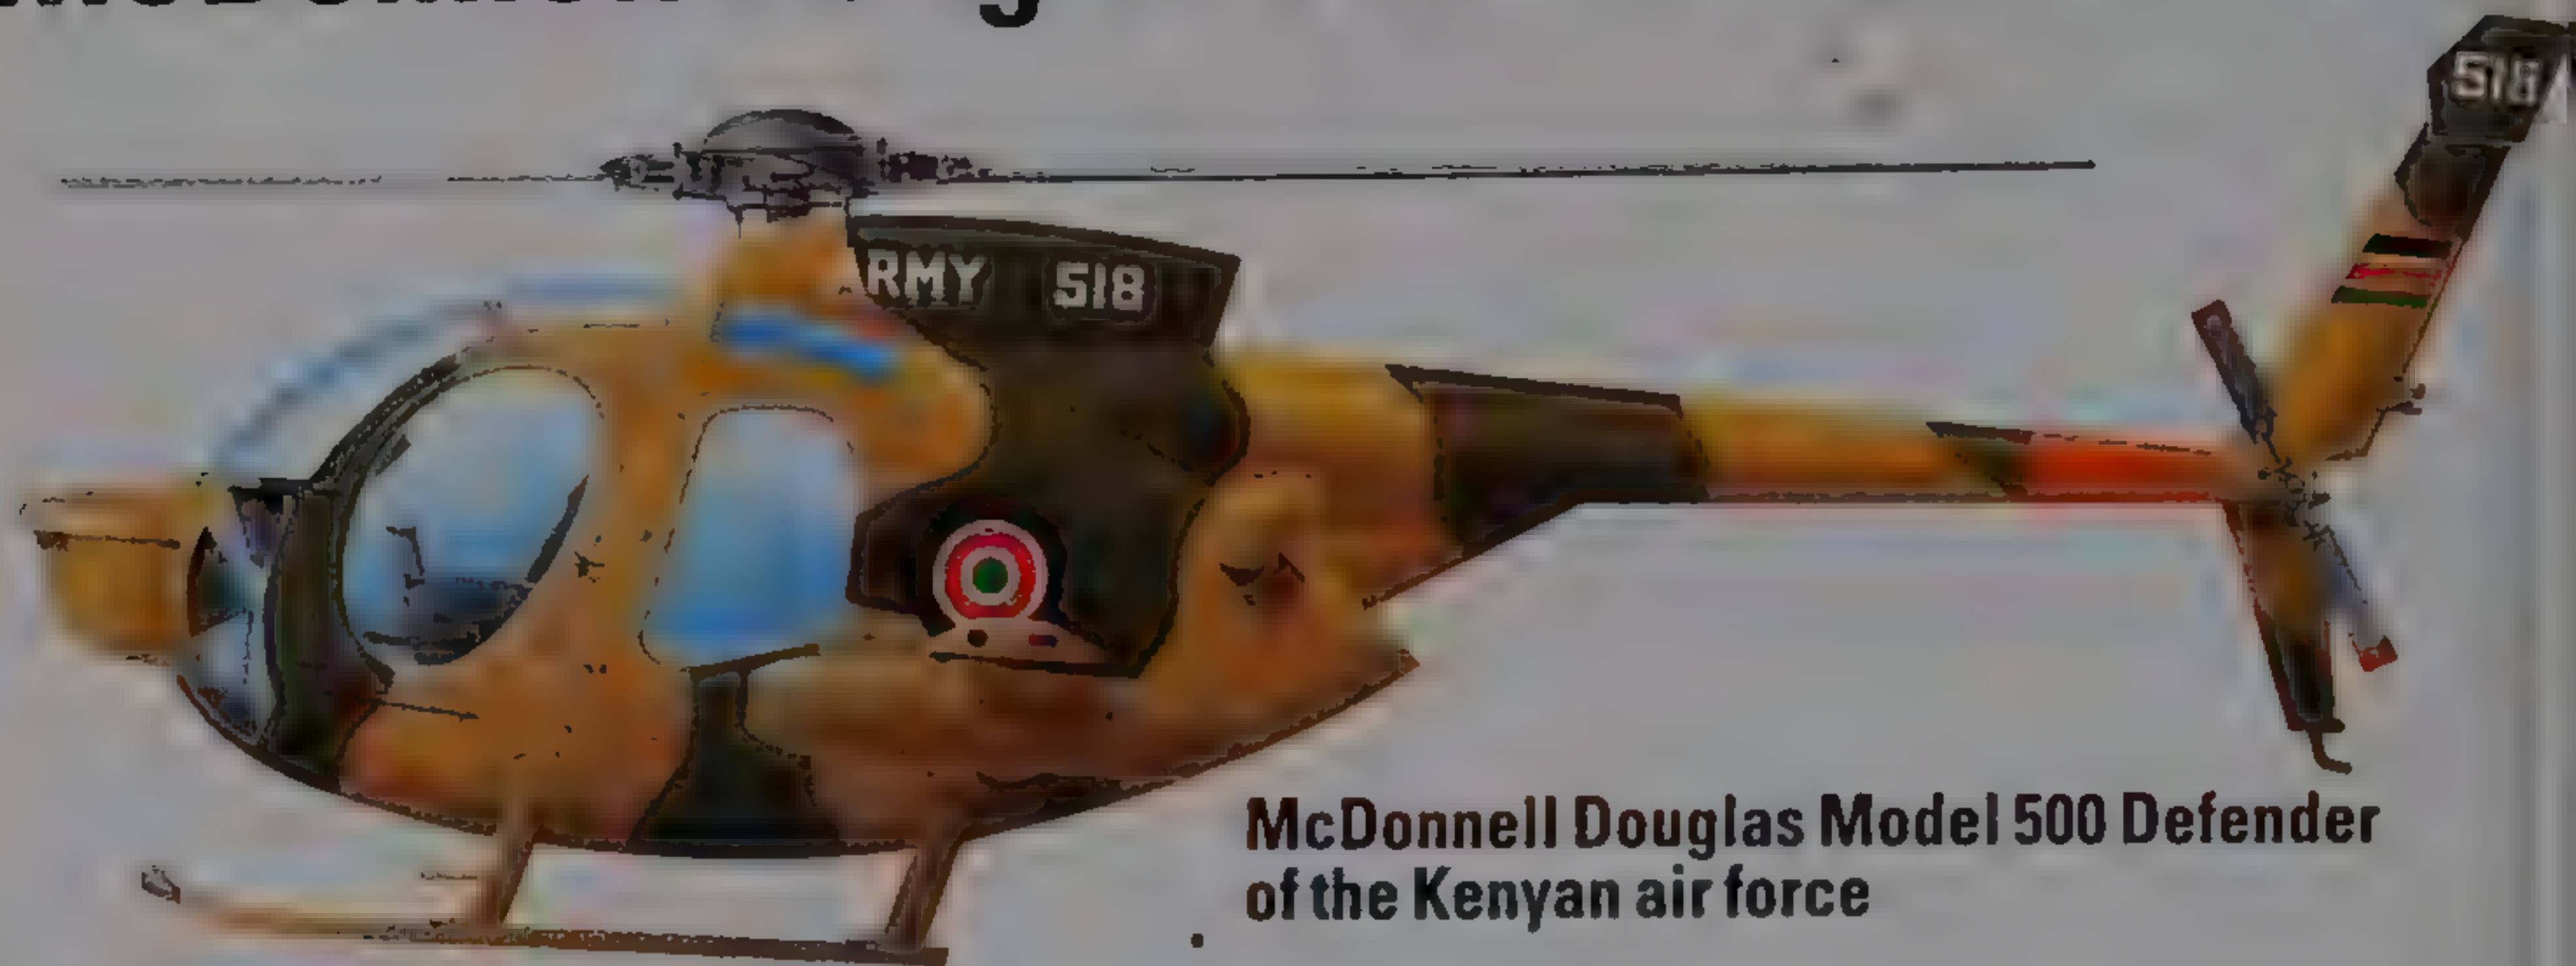 518
RMY 518
McDonnell Douglas Model 500 Defender
of the Kenyan air force